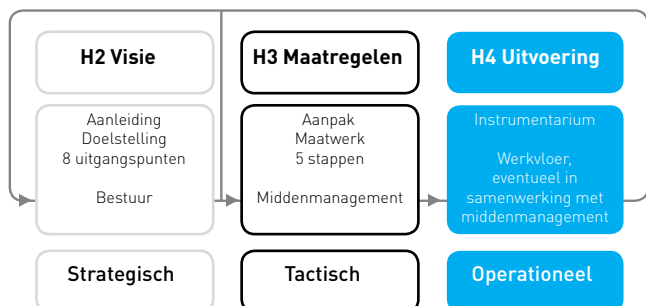 H2 Visie
H3 Maatregelen
H4 Uitvoering
Aanleiding
Doelstelling
8 uitgangspunten
Bestuur
Aanpak
Maatwerk
5 stappen
Middenmanagement
Instrumentarium
Werkvloer,
eventueel in
samenwerking met
middenmanagement
Strategisch
Tactisch
Operationeel